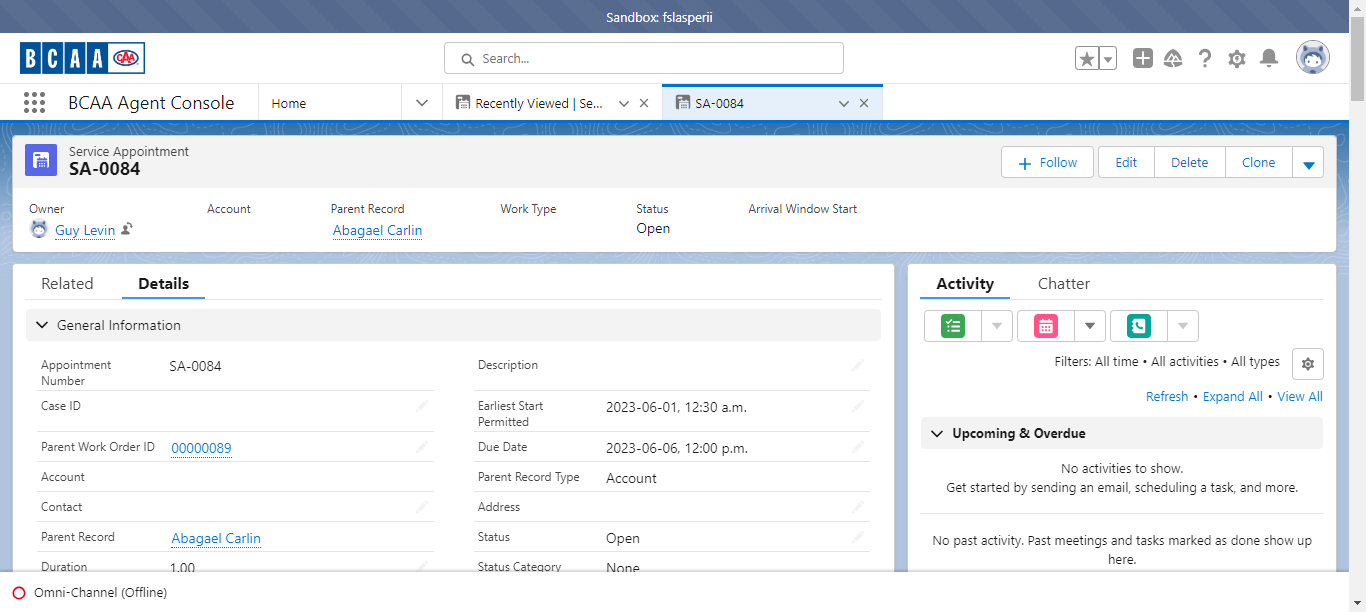 Sandbox: fslasperii
BCAA CAA
Search...
BCAA Agent Console
Home
Recently Viewed | Se...
SA-0084
Service Appointment
SA-0084
Follow
Edit
Delete
Clone
Owner
Account
Parent Record
Work Type
Status
Arrival Window Start
Guy Levin
Abagael Carlin
Open
Related
Details
General Information
Appointment
Number
SA-0084
Description
Case ID
Earliest Start
Permitted
2023-06-01, 12:30 a.m.
Parent Work Order ID
00000089
Due Date
2023-06-06, 12:00 p.m.
Account
Parent Record Type
Account
Contact
Address
Parent Record
Abagael Carlin
Status
Open
Duration
1.00
Status Category
None
Activity
Chatter
Filters: All time • All activities • All types
Refresh • Expand All • View All
Upcoming & Overdue
No activities to show.
Get started by sending an email, scheduling a task, and more.
No past activity. Past meetings and tasks marked as done show up
here.
Omni-Channel (Offline)